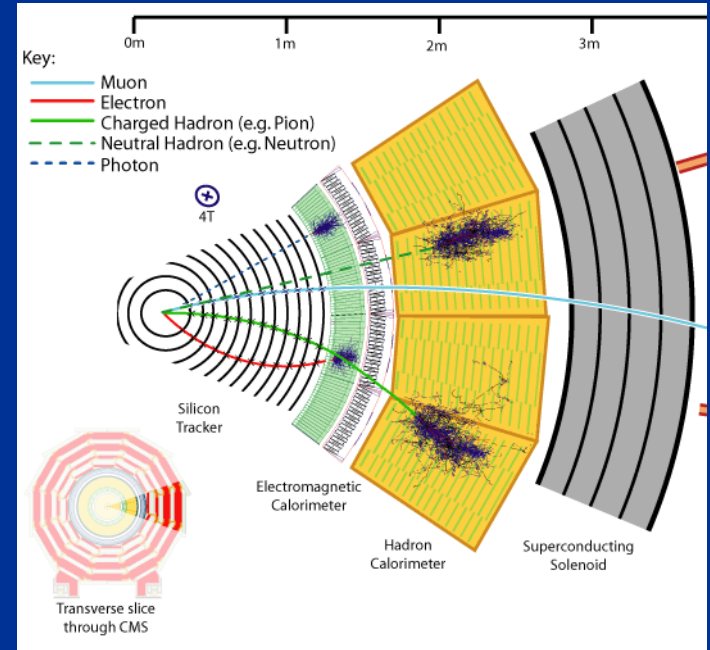 0m 1m 2m 3m
Key:
Muon
Electron
Charged Hadron (e.g. Pion)
Neutral Hadron (e.g. Neutron)
Photon
4T
Silicon
Tracker
Electromagnetic
Calorimeter
Hadron
Calorimeter
Superconducting
Solenoid
Transverse slice
through CMS